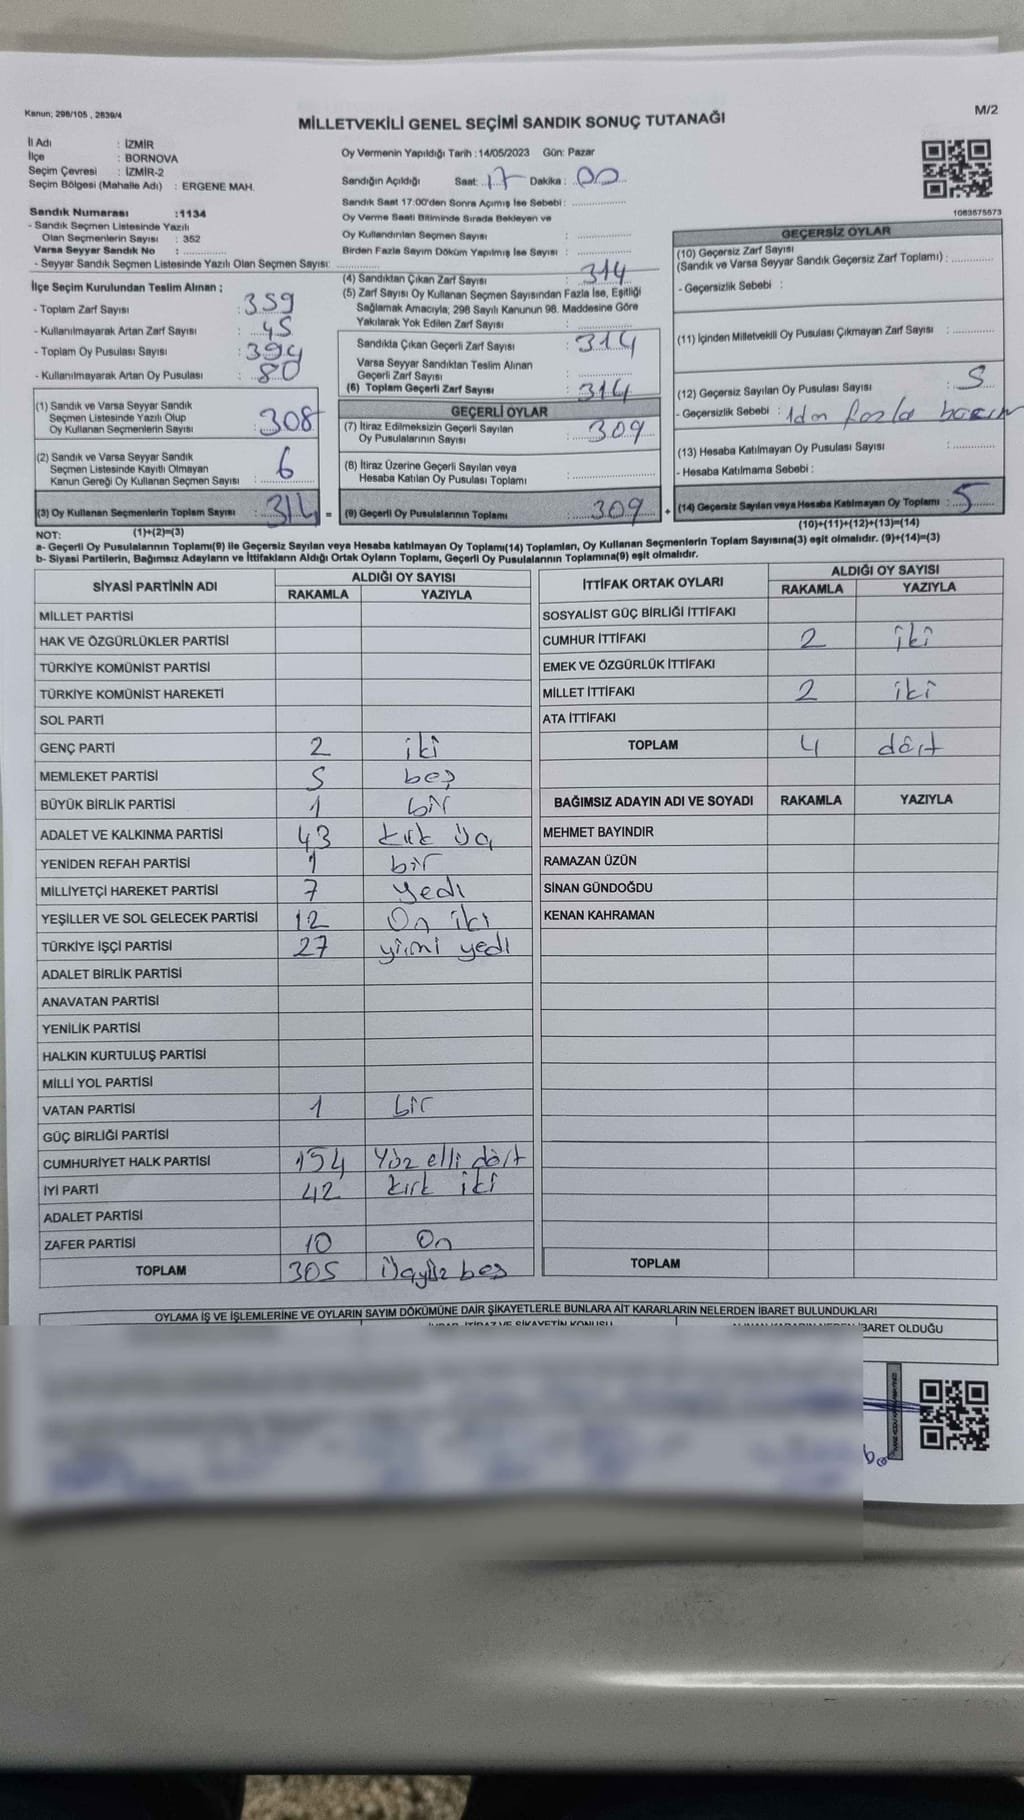 Kanun; 298/105 , 2839/4
M/2
MİLLETVEKİLİ GENEL SEÇİMİ SANDIK SONUÇ TUTANAĞI
İl Adı : İZMİR
İlçe : BORNOVA
Seçim Çevresi : İZMİR-2
Seçim Bölgesi (Mahalle Adı) : ERGENE MAH.
Sandık Numarası :1134
- Sandık Seçmen Listesinde Yazılı
Olan Seçmenlerin Sayısı : 352
Varsa Seyyar Sandık No :
- Seyyar Sandık Seçmen Listesinde Yazılı Olan Seçmen Sayısı:
İlçe Seçim Kurulundan Teslim Alınan ;
- Toplam Zarf Sayısı : 359
- Kullanılmayarak Artan Zarf Sayısı : 45
- Toplam Oy Pusulası Sayısı : 394
- Kullanılmayarak Artan Oy Pusulası : 80
(1) Sandık ve Varsa Seyyar Sandık
Seçmen Listesinde Yazılı Olup
Oy Kullanan Seçmenlerin Sayısı : 308
(2) Sandık ve Varsa Seyyar Sandık
Seçmen Listesinde Kayıtlı Olmayan
Kanun Gereği Oy Kullanan Seçmen Sayısı : 6
(3) Oy Kullanan Seçmenlerin Toplam Sayısı : 314 =
(1)+(2)=(3)
Oy Vermenin Yapıldığı Tarih :14/05/2023 Gün: Pazar
Sandığın Açıldığı Saat: 17 Dakika : 00
Sandık Saat 17:00'den Sonra Açımış İse Sebebi :
Oy Verme Saati Bitiminde Sırada Bekleyen ve
Oy Kullandırılan Seçmen Sayısı :
Birden Fazla Sayım Döküm Yapılmış İse Sayısı :
(4) Sandıktan Çıkan Zarf Sayısı : 314
(5) Zarf Sayısı Oy Kullanan Seçmen Sayısından Fazla İse, Eşitliği
Sağlamak Amacıyla; 298 Sayılı Kanunun 98. Maddesine Göre
Yakılarak Yok Edilen Zarf Sayısı :
Sandıkta Çıkan Geçerli Zarf Sayısı : 314
Varsa Seyyar Sandıktan Teslim Alınan
Geçerli Zarf Sayısı :
(6) Toplam Geçerli Zarf Sayısı : 314
GEÇERLİ OYLAR
(7) İtiraz Edilmeksizin Geçerli Sayılan
Oy Pusulalarının Sayısı : 309
(8) İtiraz Üzerine Geçerli Sayılan veya
Hesaba Katılan Oy Pusulası Toplamı :
(9) Geçerli Oy Pusulalarının Toplamı : 309 +
1083575573
GEÇERSİZ OYLAR
(10) Geçersiz Zarf Sayısı
(Sandık ve Varsa Seyyar Sandık Geçersiz Zarf Toplamı) :
- Geçersizlik Sebebi :
(11) İçinden Milletvekili Oy Pusulası Çıkmayan Zarf Sayısı :
(12) Geçersiz Sayılan Oy Pusulası Sayısı : 5
- Geçersizlik Sebebi : 1den fazla
(13) Hesaba Katılmayan Oy Pusulası Sayısı :
- Hesaba Katılmama Sebebi :
(14) Geçersiz Sayılan veya Hesaba Katılmayan Oy Toplamı : 5
(10)+(11)+(12)+(13)=(14)
NOT:
a- Geçerli Oy Pusulalarının Toplamı(9) ile Geçersiz Sayılan veya Hesaba katılmayan Oy Toplamı(14) Toplamları, Oy Kullanan Seçmenlerin Toplam Sayısına(3) eşit olmalıdır. (9)+(14)=(3)
b- Siyasi Partilerin, Bağımsız Adayların ve İttifakların Aldığı Ortak Oyların Toplamı, Geçerli Oy Pusulalarının Toplamına(9) eşit olmalıdır.
SİYASİ PARTİNİN ADI ALDIĞI OY SAYISI
RAKAMLA YAZIYLA
MİLLET PARTİSİ
HAK VE ÖZGÜRLÜKLER PARTİSİ
TÜRKİYE KOMÜNİST PARTİSİ
TÜRKİYE KOMÜNİST HAREKETİ
SOL PARTİ
GENÇ PARTİ 2 iki
MEMLEKET PARTİSİ 5 beş
BÜYÜK BİRLİK PARTİSİ 1 bir
ADALET VE KALKINMA PARTİSİ 43 kırk üç
YENİDEN REFAH PARTİSİ 1 bir
MİLLİYETÇİ HAREKET PARTİSİ 7 yedi
YEŞİLLER VE SOL GELECEK PARTİSİ 12 On iki
TÜRKİYE İŞÇİ PARTİSİ 27 yirmi yedi
ADALET BİRLİK PARTİSİ
ANAVATAN PARTİSİ
YENİLİK PARTİSİ
HALKIN KURTULUŞ PARTİSİ
MİLLİ YOL PARTİSİ
VATAN PARTİSİ 1 bir
GÜÇ BİRLİĞİ PARTİSİ
CUMHURİYET HALK PARTİSİ 154 Yüz elli dört
İYİ PARTİ 42 kırk iki
ADALET PARTİSİ
ZAFER PARTİSİ 10 On
TOPLAM 305 Üçyüz beş
İTTİFAK ORTAK OYLARI ALDIĞI OY SAYISI
RAKAMLA YAZIYLA
SOSYALİST GÜÇ BİRLİĞİ İTTİFAKI
CUMHUR İTTİFAKI 2 iki
EMEK VE ÖZGÜRLÜK İTTİFAKI
MİLLET İTTİFAKI 2 iki
ATA İTTİFAKI
TOPLAM 4 dört
BAĞIMSIZ ADAYIN ADI VE SOYADI RAKAMLA YAZIYLA
MEHMET BAYINDIR
RAMAZAN ÜZÜN
SİNAN GÜNDOĞDU
KENAN KAHRAMAN
TOPLAM
OYLAMA İŞ VE İŞLEMLERİNE VE OYLARIN SAYIM DÖKÜMÜNE DAİR ŞİKAYETLERLE BUNLARA AİT KARARLARIN NELERDEN İBARET BULUNDUKLARI
OLDUĞU